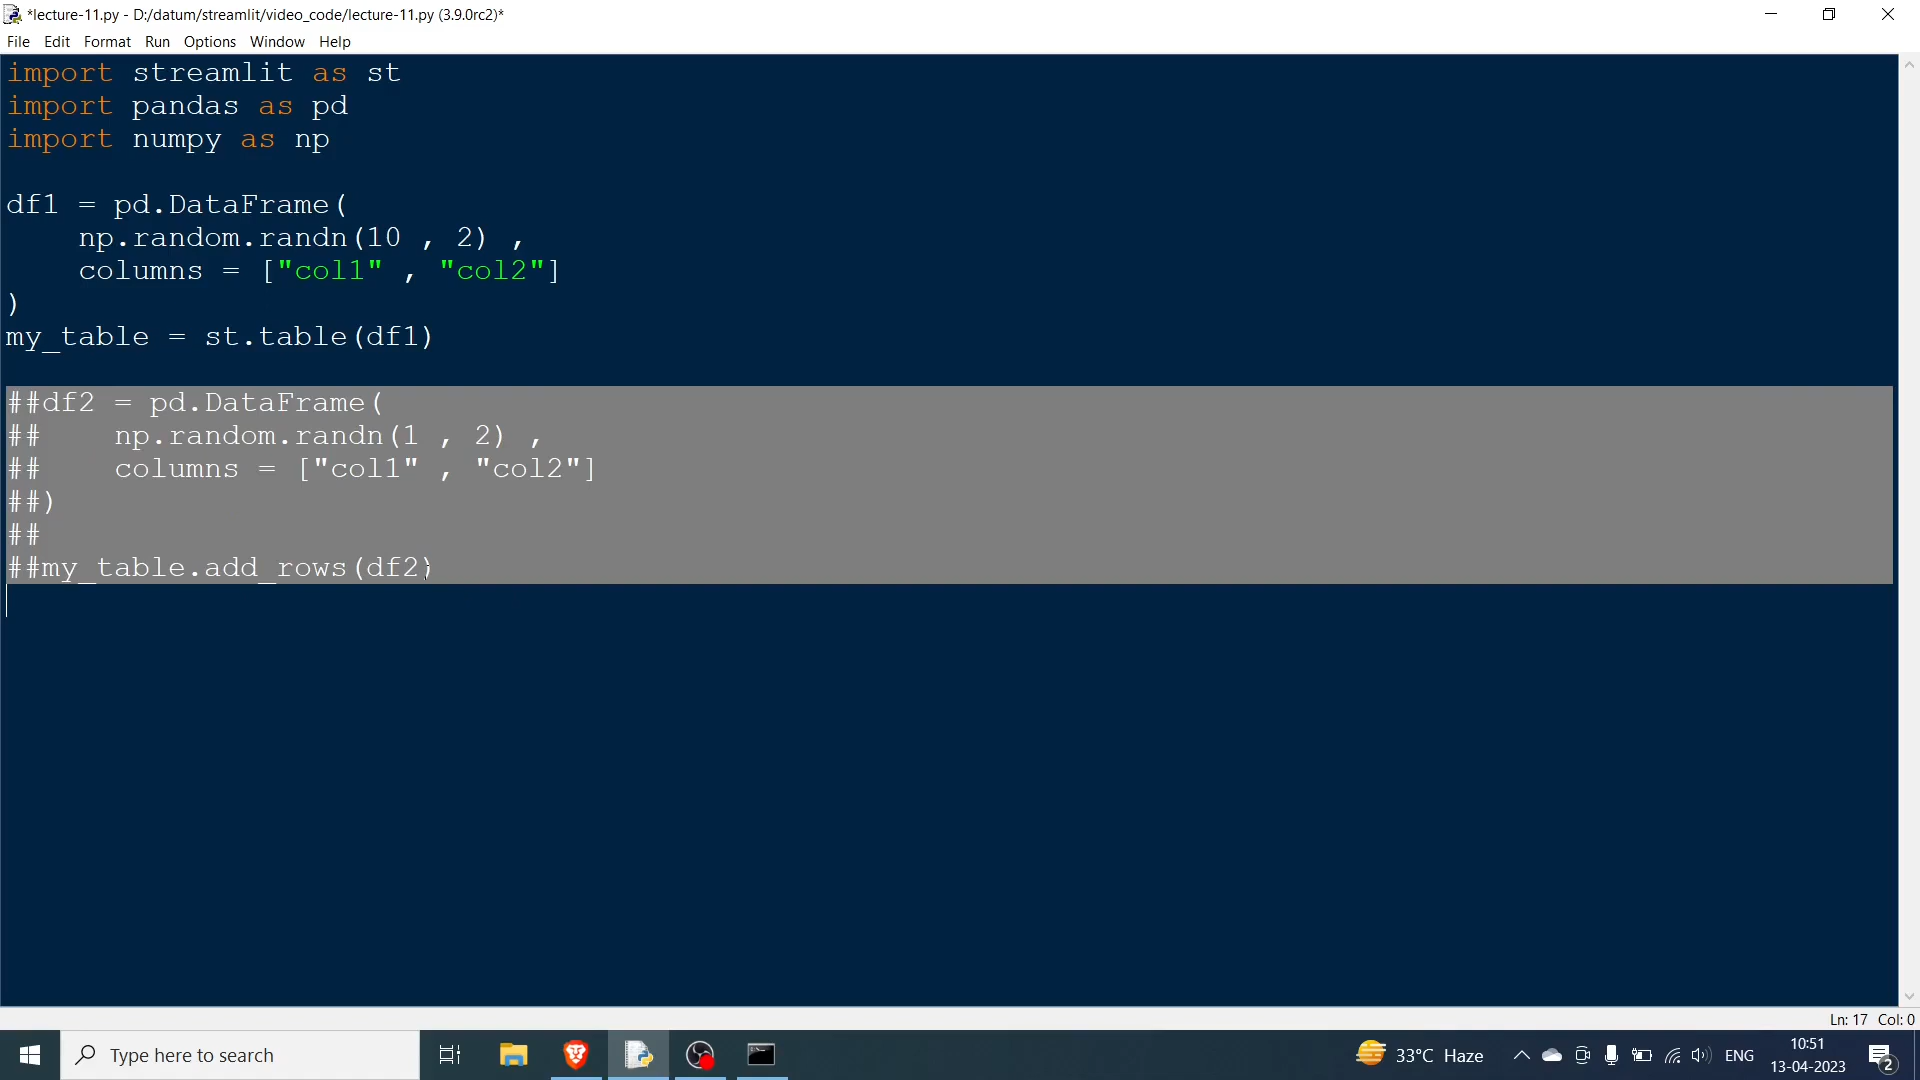 *lecture-11.py - D:/datum/streamlit/video_code/lecture-11.py (3.9.0rc2)*
File Edit Format Run Options Window Help
import streamlit as st
import pandas as pd
import numpy as np
df1 = pd.DataFrame(
    np.random.randn(10 , 2) ,
    columns = ["col1" , "col2"]
)
my_table = st.table(df1)
##df2 = pd.DataFrame(
##    np.random.randn(1 , 2) ,
##    columns = ["col1" , "col2"]
##)
##
##my_table.add_rows(df2)
Ln: 17 Col: 0
Type here to search
33°C Haze
ENG
10:51
13-04-2023
2